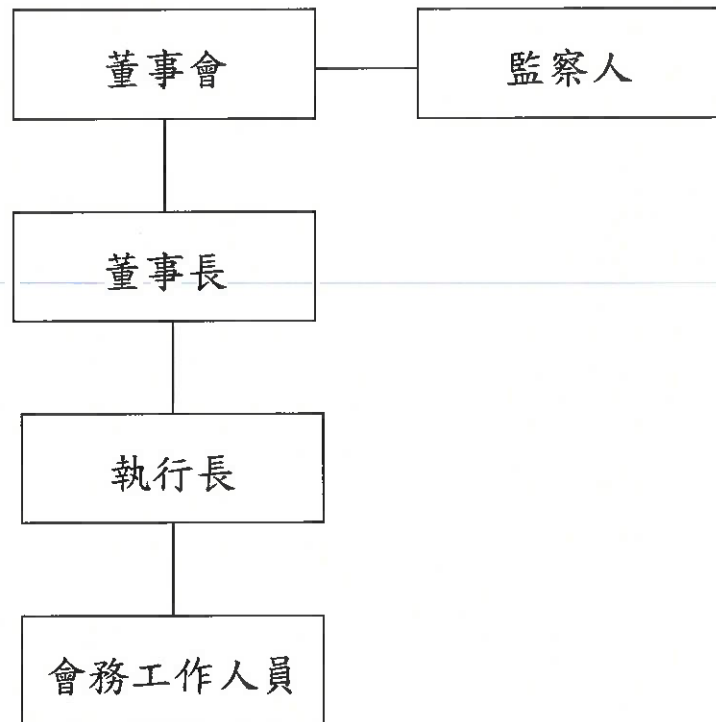 董事會
監察人
董事長
執行長
會務工作人員